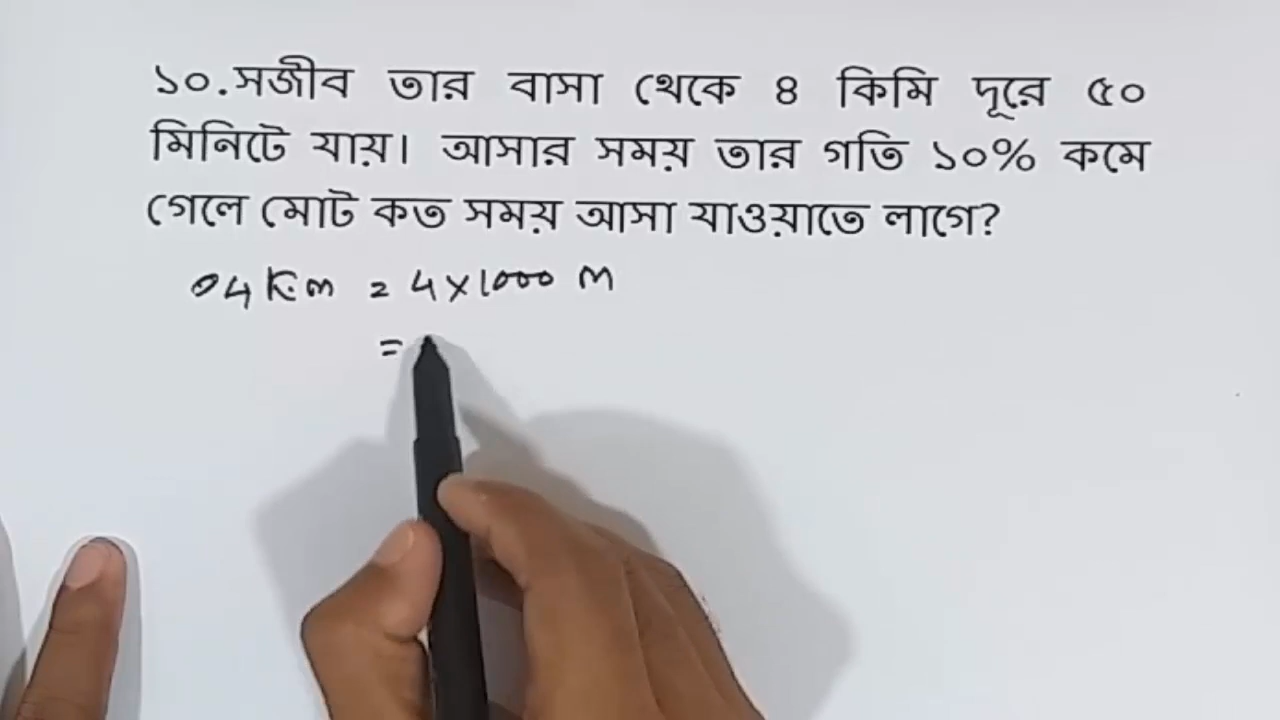 ১০.সজীব তার বাসা থেকে ৪ কিমি দূরে ৫০
মিনিটে যায়। আসার সময় তার গতি ১০% কমে
গেলে মোট কত সময় আসা যাওয়াতে লাগে?
04 Km = 4×1000 M
=